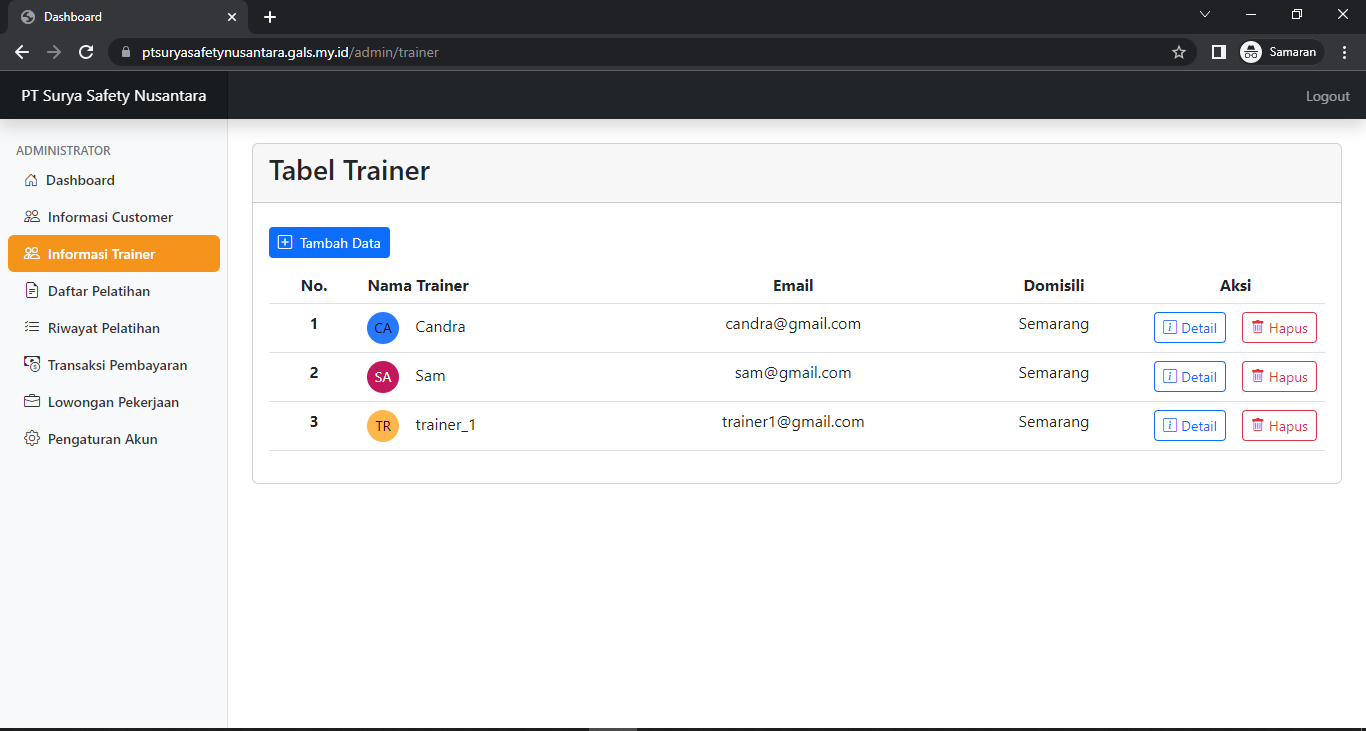 Dashboard
ptsuryasafetynusantara.gals.my.id/admin/trainer
Samaran
PT Surya Safety Nusantara
Logout
ADMINISTRATOR
Dashboard
Informasi Customer
Informasi Trainer
Daftar Pelatihan
Riwayat Pelatihan
Transaksi Pembayaran
Lowongan Pekerjaan
Pengaturan Akun
Tabel Trainer
Tambah Data
No. Nama Trainer Email Domisili Aksi
1 CA Candra candra@gmail.com Semarang Detail Hapus
2 SA Sam sam@gmail.com Semarang Detail Hapus
3 TR trainer_1 trainer1@gmail.com Semarang Detail Hapus